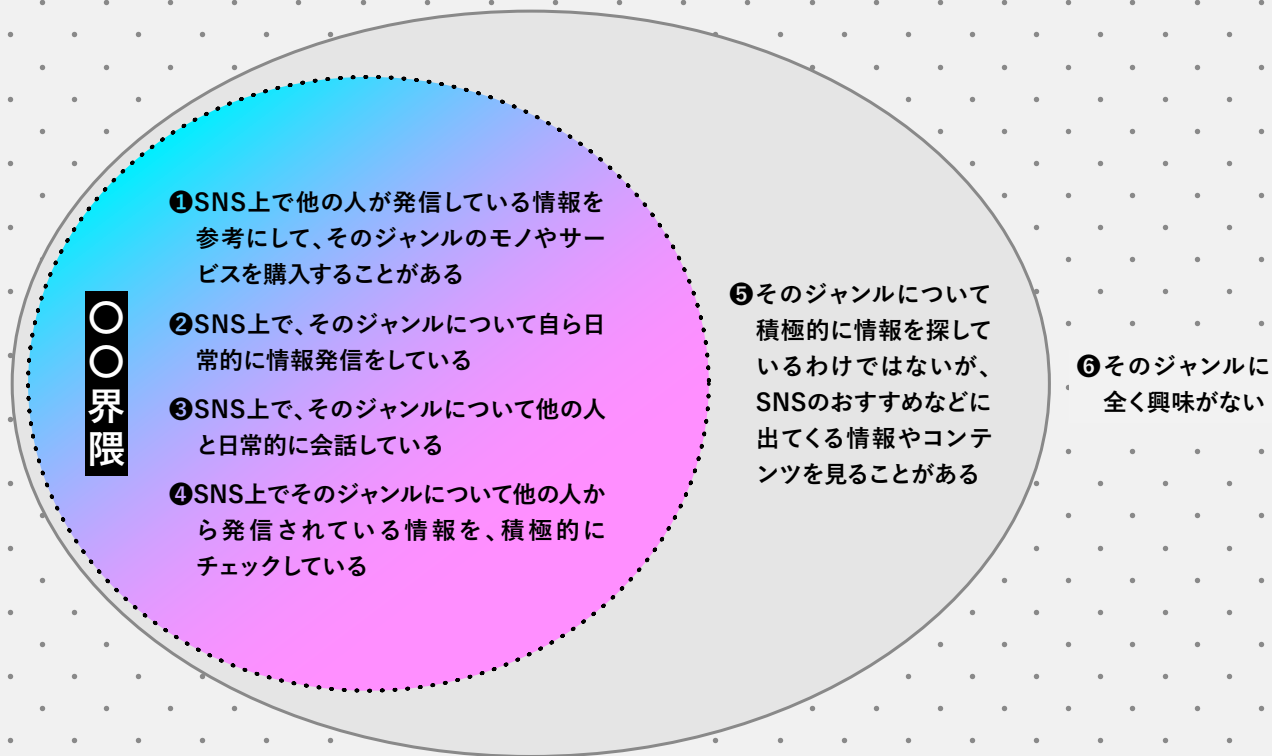 〇〇界隈
❶SNS上で他の人が発信している情報を
参考にして、そのジャンルのモノやサー
ビスを購入することがある
❷SNS上で、そのジャンルについて自ら日
常的に情報発信をしている
❸SNS上で、そのジャンルについて他の人
と日常的に会話している
❹SNS上でそのジャンルについて他の人か
ら発信されている情報を、積極的に
チェックしている
❺そのジャンルについて
積極的に情報を探して
いるわけではないが、
SNSのおすすめなどに
出てくる情報やコンテ
ンツを見ることがある
❻そのジャンルに
全く興味がない